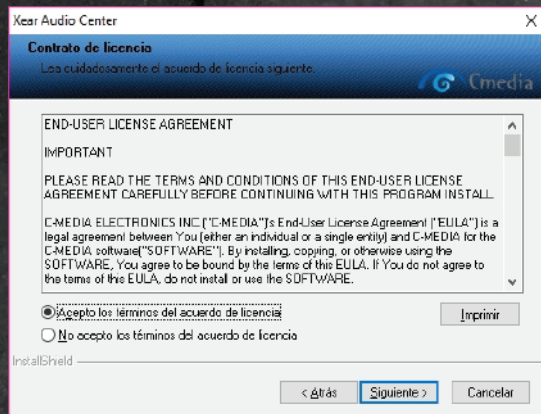 Xear Audio Center
Contrato de licencia
Lea cuidadosamente el acuerdo de licencia siguiente.
Cmedia
END-USER LICENSE AGREEMENT
IMPORTANT
PLEASE READ THE TERMS AND CONDITIONS OF THIS END-USER LICENSE
AGREEMENT CAREFULLY BEFORE CONTINUING WITH THIS PROGRAM INSTALL.
C-MEDIA ELECTRONICS INC ("C-MEDIA")'s End-User License Agreement ("EULA") is a
legal agreement between You (either an individual or a single entity) and C-MEDIA for the
C-MEDIA software("SOFTWARE"). By installing, copying, or otherwise using the
SOFTWARE, You agree to be bound by the terms of this EULA. If You do not agree to
the terms of this EULA, do not install or use the SOFTWARE.
Acepto los términos del acuerdo de licencia
Imprimir
No acepto los términos del acuerdo de licencia
InstallShield
< Atrás Siguiente > Cancelar